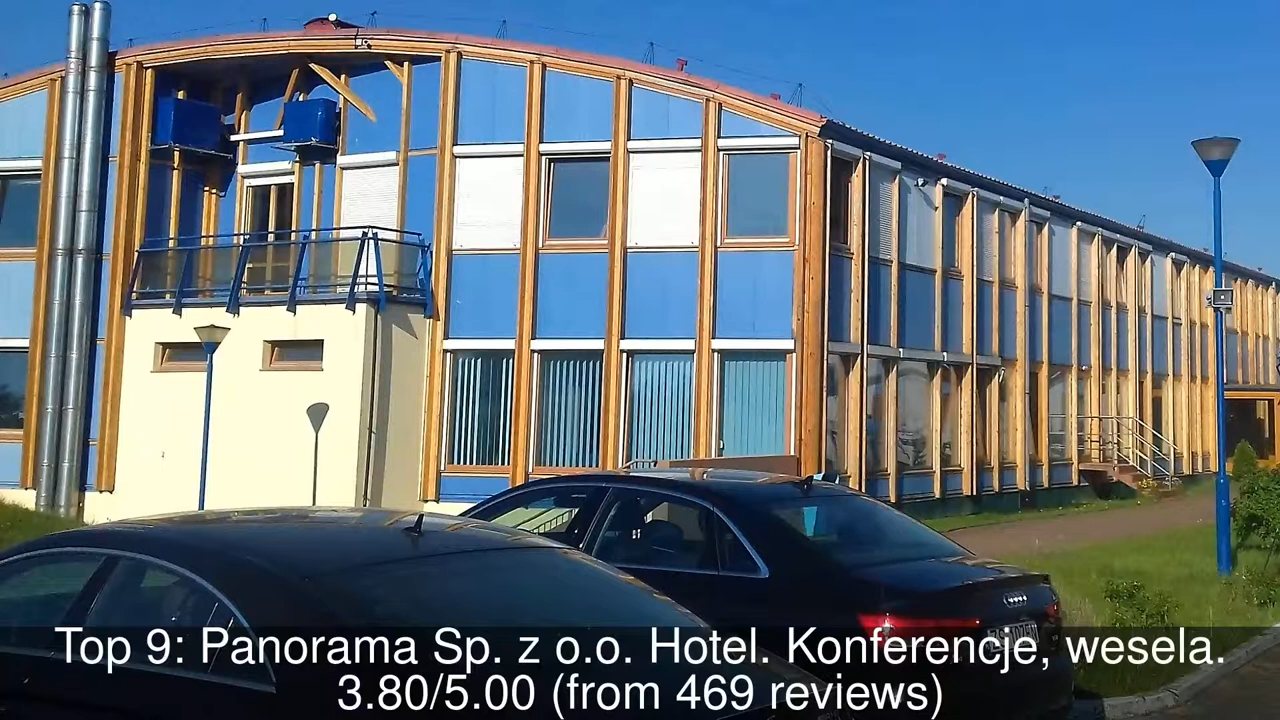 Top 9: Panorama Sp. z o.o. Hotel. Konferencje, wesela.
3.80/5.00 (from 469 reviews)